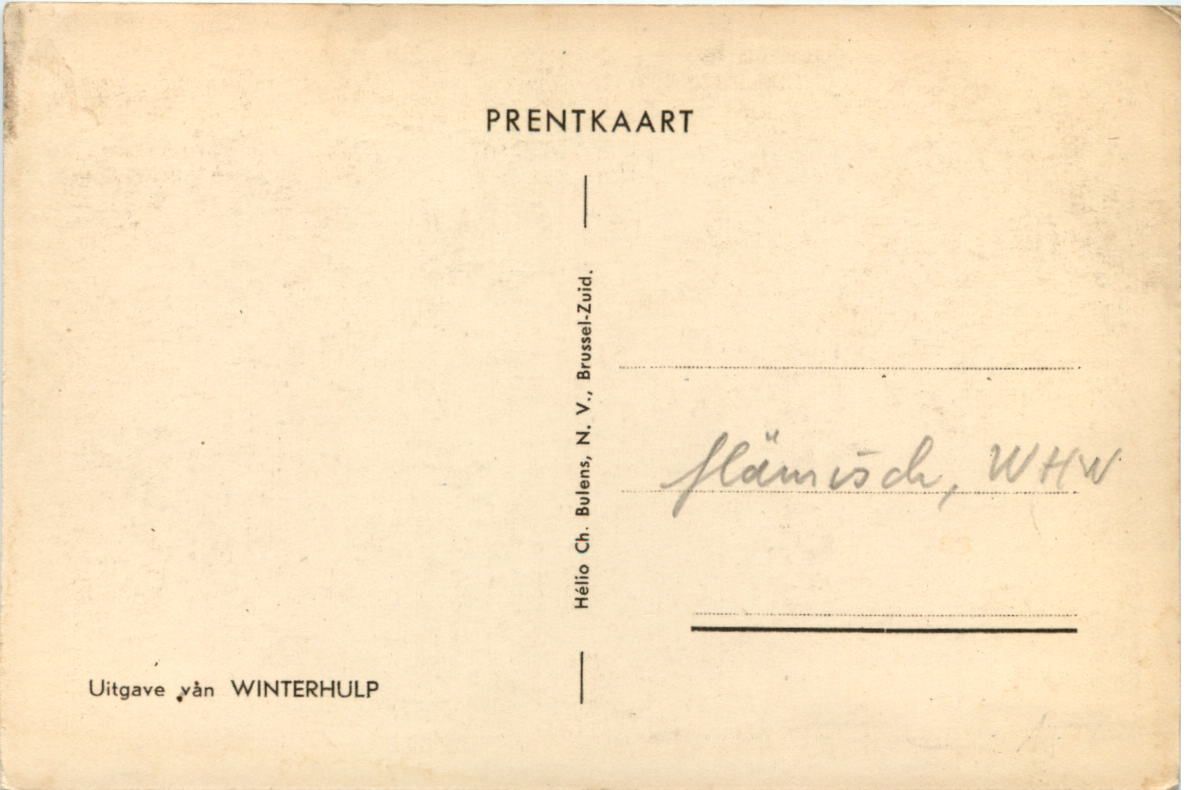 PRENTKAART
Hélio Ch. Bulens, N. V., Brussel-Zuid.
flämisch, WHW
Uitgave van WINTERHULP